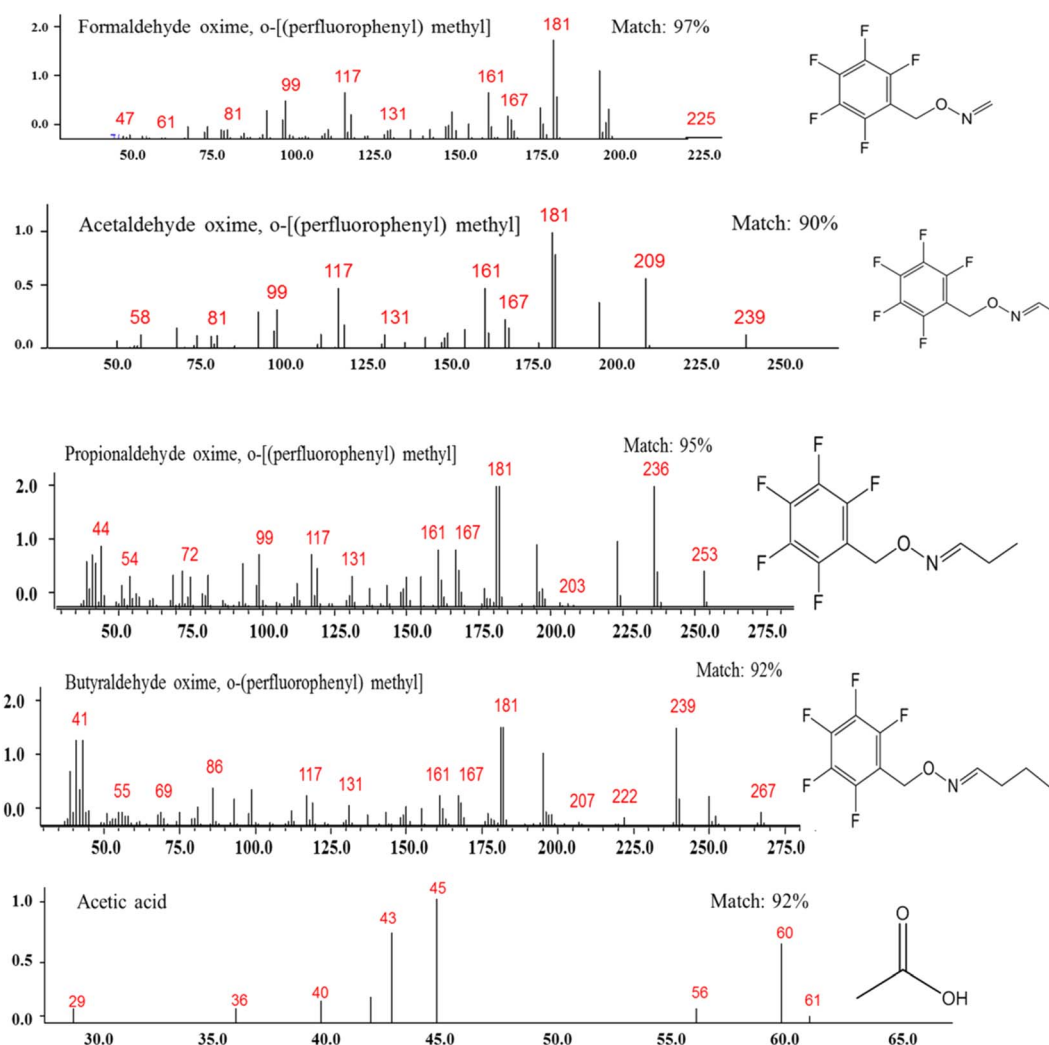 Formaldehyde oxime, o-[(perfluorophenyl) methyl] Match: 97%
2.0
1.0
0.0
47 61 81 99 117 131 161 167 181 225
50.0 75.0 100.0 125.0 150.0 175.0 200.0 225.0
F F F F F O N
Acetaldehyde oxime, o-[(perfluorophenyl) methyl] Match: 90%
1.0
0.5
0.0
58 81 99 117 131 161 167 181 209 239
50.0 75.0 100.0 125.0 150.0 175.0 200.0 225.0 250.0
F F F F F O N
Propionaldehyde oxime, o-[(perfluorophenyl) methyl] Match: 95%
2.0
1.0
0.0
44 54 72 99 117 131 161 167 181 203 236 253
50.0 75.0 100.0 125.0 150.0 175.0 200.0 225.0 250.0 275.0
F F F F F O N
Butyraldehyde oxime, o-(perfluorophenyl) methyl] Match: 92%
2.0
1.0
0.0
41 55 69 86 117 131 161 167 181 207 222 239 267
50.0 75.0 100.0 125.0 150.0 175.0 200.0 225.0 250.0 275.0
F F F F F O N
Acetic acid Match: 92%
1.0
0.5
0.0
29 36 40 43 45 56 60 61
30.0 35.0 40.0 45.0 50.0 55.0 60.0 65.0
O OH